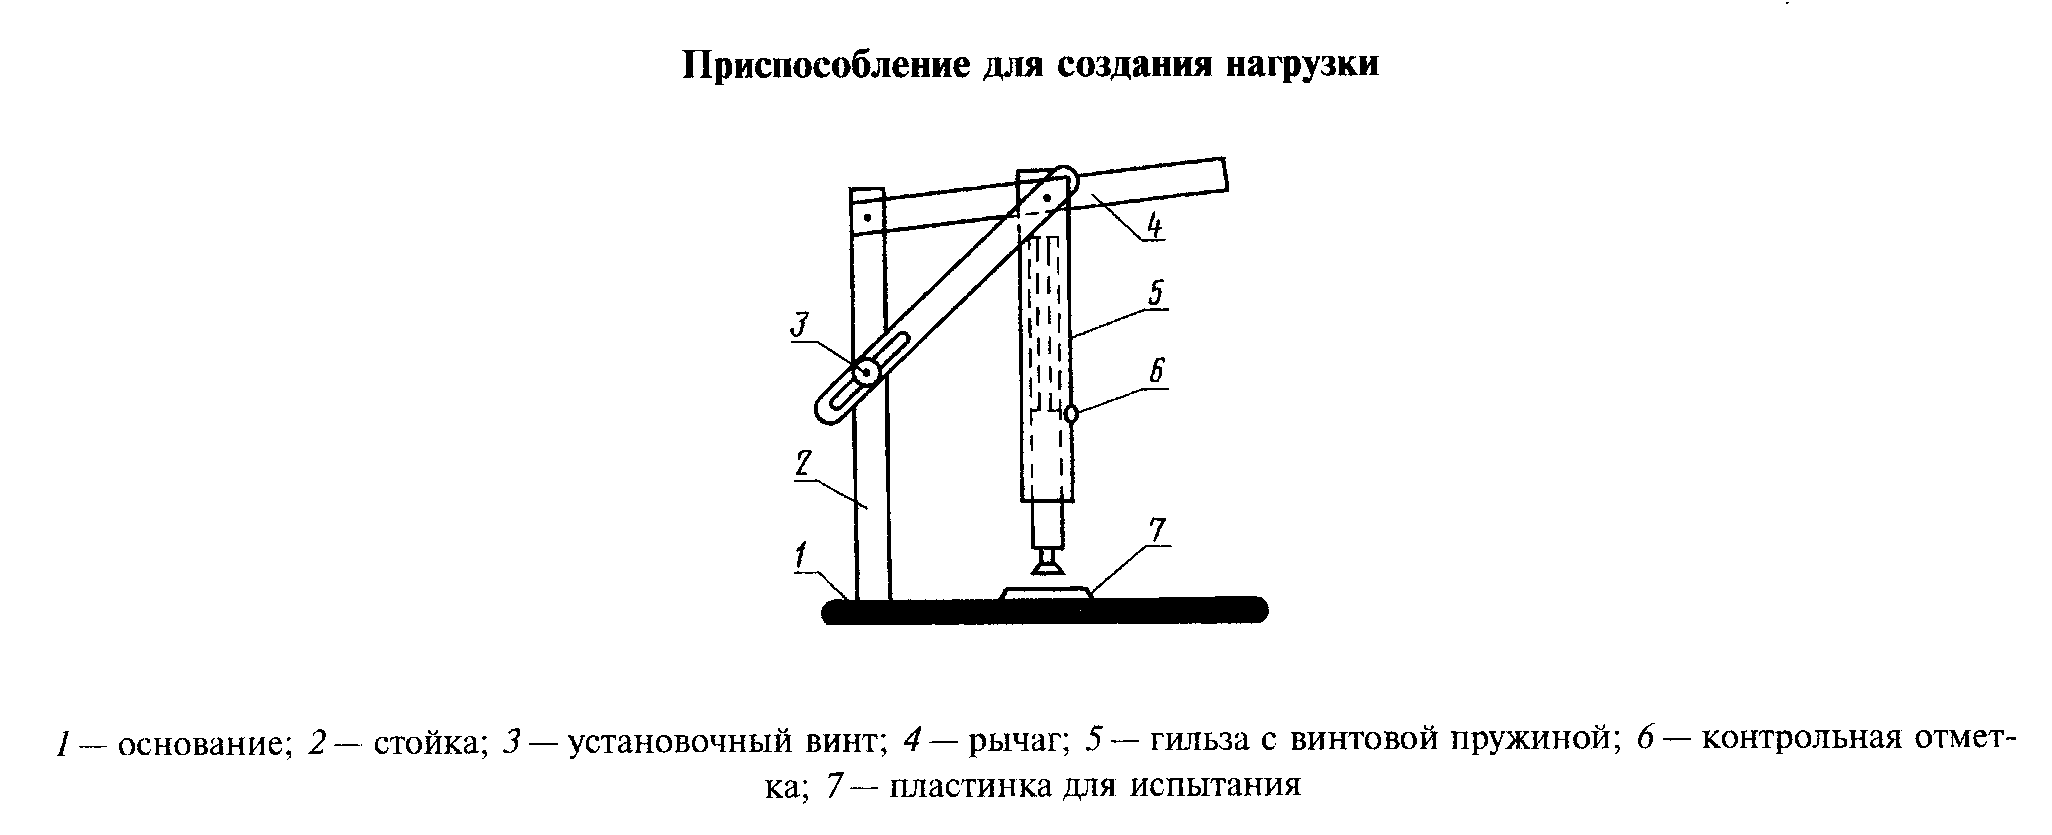 Приспособление для создания нагрузки
4
5
3
6
2
7
1
1 — основание; 2 — стойка; 3 — установочный винт; 4 — рычаг; 5 — гильза с винтовой пружиной; 6 — контрольная отмет-
ка; 7 — пластинка для испытания